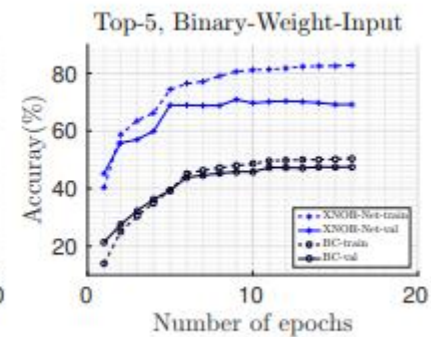 Top-5, Binary-Weight-Input
80
60
40
20
Accuray(%)
XNOR-Net-train
XNOR-Net-val
BC-train
BC-val
0
0
10
20
Number of epochs